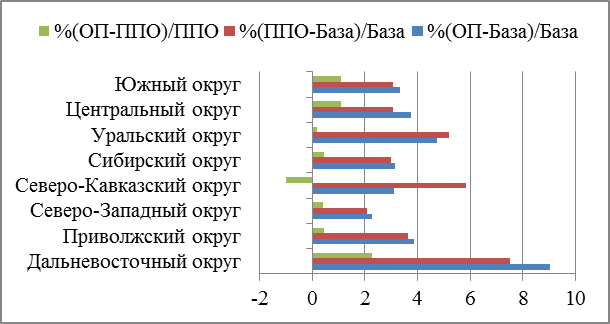 %(ОП-ППО)/ППО %(ППО-База)/База %(ОП-База)/База
Южный округ
Центральный округ
Уральский округ
Сибирский округ
Северо-Кавказский округ
Северо-Западный округ
Приволжский округ
Дальневосточный округ
-2 0 2 4 6 8 10